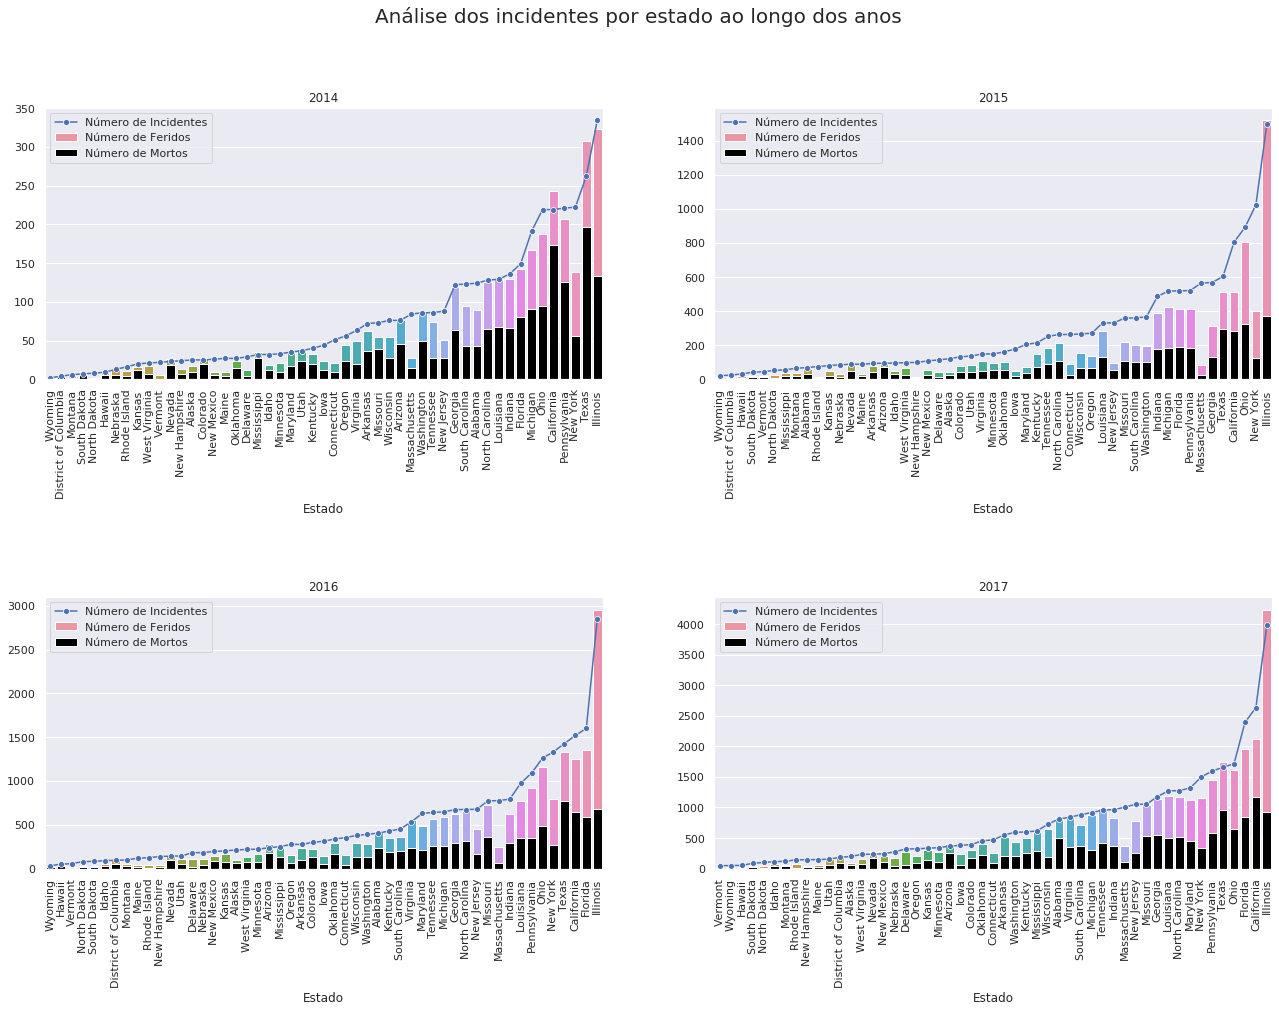 Análise dos incidentes por estado ao longo dos anos
2014
350
300
250
200
150
100
50
0
Número de Incidentes
Número de Feridos
Número de Mortos
Wyoming
District of Columbia
Montana
South Dakota
North Dakota
Hawaii
Nebraska
Rhode Island
Kansas
West Virginia
Vermont
Nevada
New Hampshire
Alaska
Colorado
New Mexico
Maine
Oklahoma
Delaware
Mississippi
Idaho
Minnesota
Maryland
Utah
Kentucky
Iowa
Connecticut
Oregon
Virginia
Arkansas
Missouri
Wisconsin
Arizona
Massachusetts
Washington
Tennessee
New Jersey
Georgia
South Carolina
Alabama
North Carolina
Louisiana
Indiana
Florida
Michigan
Ohio
California
Pennsylvania
New York
Texas
Illinois
Estado
2015
1400
1200
1000
800
600
400
200
0
Número de Incidentes
Número de Feridos
Número de Mortos
Wyoming
District of Columbia
Hawaii
South Dakota
Vermont
North Dakota
Mississippi
Montana
Alabama
Rhode Island
Kansas
Nebraska
Nevada
Maine
Arkansas
Arizona
Idaho
West Virginia
New Hampshire
New Mexico
Delaware
Alaska
Colorado
Utah
Virginia
Minnesota
Oklahoma
Iowa
Maryland
Kentucky
Tennessee
North Carolina
Connecticut
Wisconsin
Oregon
Louisiana
New Jersey
Missouri
South Carolina
Washington
Indiana
Michigan
Florida
Pennsylvania
Massachusetts
Georgia
Texas
California
Ohio
New York
Illinois
Estado
2016
3000
2500
2000
1500
1000
500
0
Número de Incidentes
Número de Feridos
Número de Mortos
Wyoming
Hawaii
Vermont
North Dakota
South Dakota
Idaho
District of Columbia
Montana
Maine
Rhode Island
New Hampshire
Nevada
Utah
Delaware
Nebraska
New Mexico
Kansas
Alaska
West Virginia
Minnesota
Arizona
Mississippi
Oregon
Arkansas
Colorado
Iowa
Oklahoma
Connecticut
Wisconsin
Washington
Alabama
Kentucky
South Carolina
Virginia
Maryland
Tennessee
Michigan
Georgia
North Carolina
New Jersey
Missouri
Massachusetts
Indiana
Louisiana
Pennsylvania
Ohio
New York
Texas
California
Florida
Illinois
Estado
2017
4000
3500
3000
2500
2000
1500
1000
500
0
Número de Incidentes
Número de Feridos
Número de Mortos
Vermont
Wyoming
Hawaii
South Dakota
North Dakota
Idaho
Montana
Rhode Island
New Hampshire
Maine
Utah
District of Columbia
Alaska
West Virginia
Nevada
New Mexico
Nebraska
Delaware
Oregon
Kansas
Minnesota
Arizona
Iowa
Colorado
Oklahoma
Connecticut
Arkansas
Washington
Kentucky
Mississippi
Wisconsin
Alabama
Virginia
South Carolina
Michigan
Tennessee
Indiana
Massachusetts
New Jersey
Missouri
Georgia
Louisiana
North Carolina
Maryland
New York
Pennsylvania
Texas
Ohio
Florida
California
Illinois
Estado